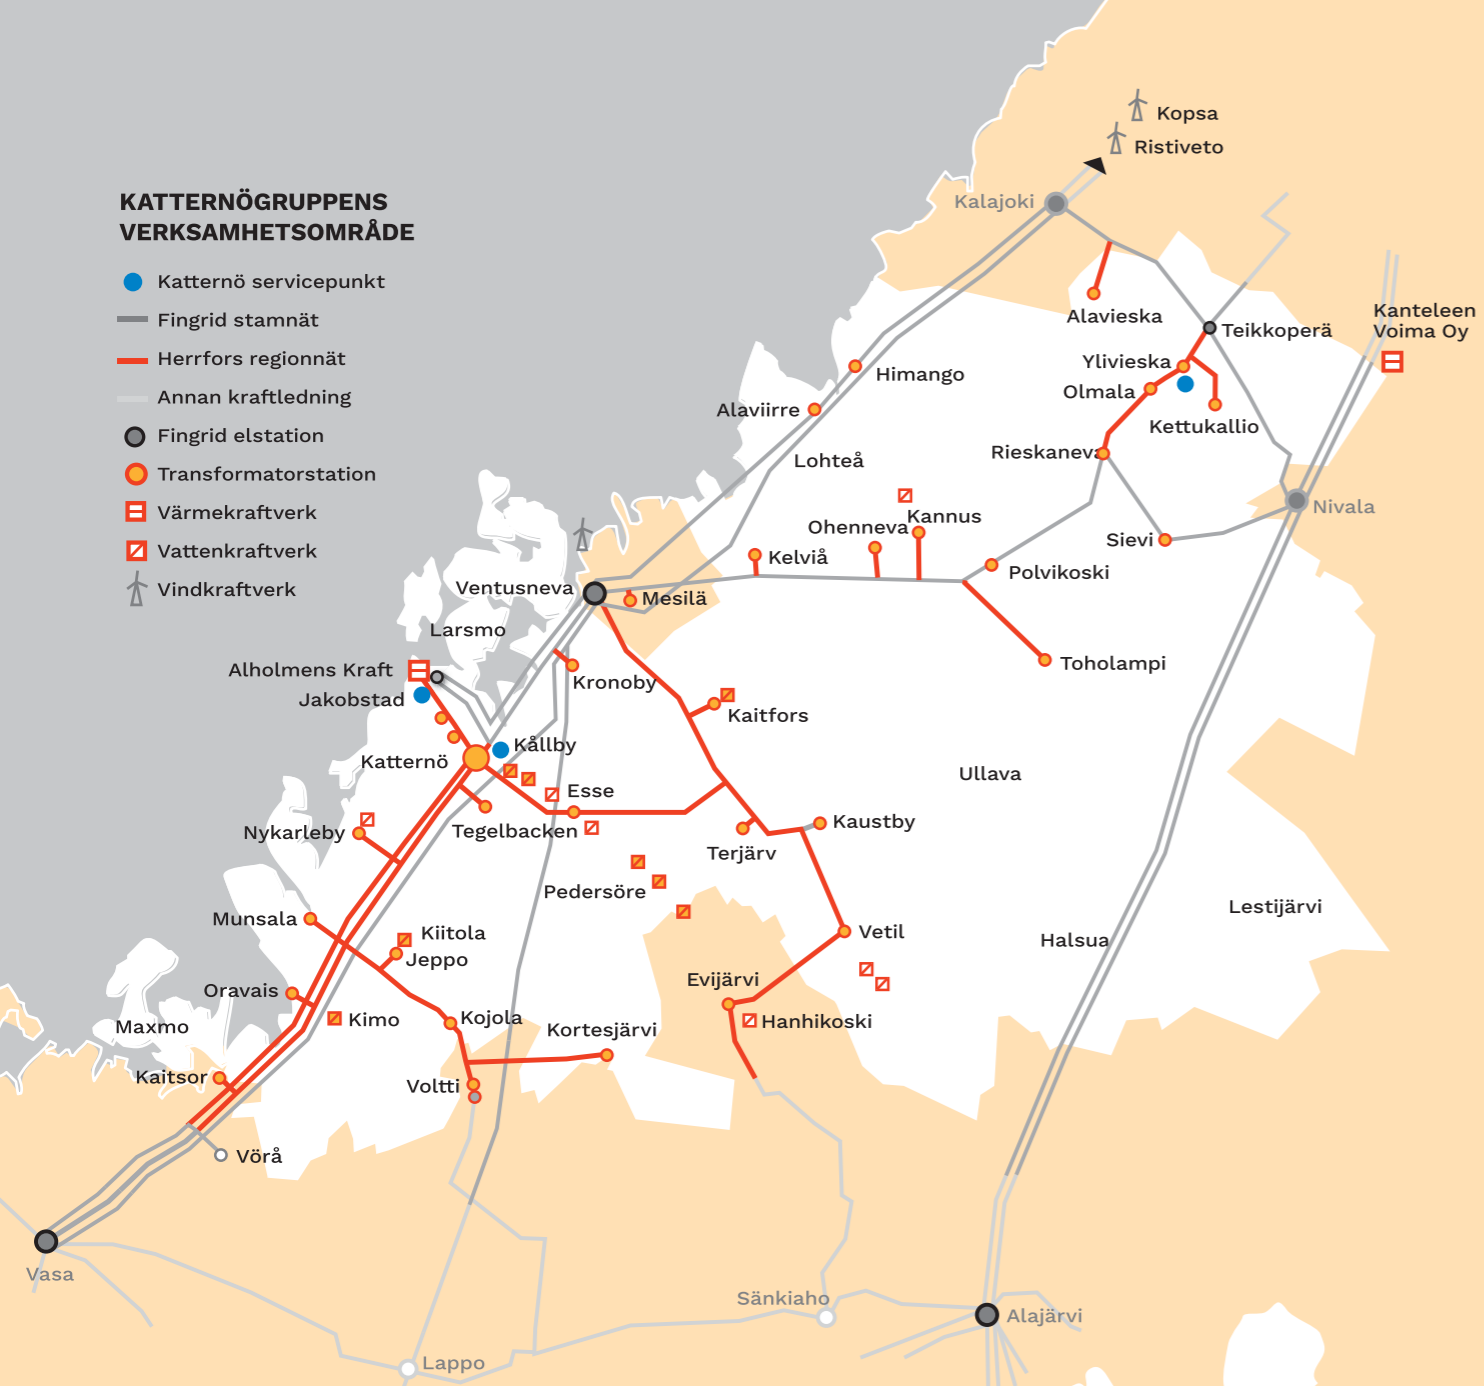 KATTERNÖGRUPPENS
VERKSAMHETSOMRÅDE
Katternö servicepunkt
Fingrid stamnät
Herrfors regionnät
Annan kraftledning
Fingrid elstation
Transformatorstation
Värmekraftverk
Vattenkraftverk
Vindkraftverk
Kopsa
Ristiveto
Kalajoki
Alavieska
Teikkoperä
Kanteleen
Voima Oy
Ylivieska
Olmala
Kettukallio
Himango
Alaviirre
Rieskaneva
Lohteå
Nivala
Kannus
Ohenneva
Sievi
Kelviå
Polvikoski
Ventusneva
Mesilä
Larsmo
Toholampi
Alholmens Kraft
Jakobstad
Kronoby
Kaitfors
Kållby
Katternö
Ullava
Esse
Tegelbacken
Nykarleby
Kaustby
Terjärv
Pedersöre
Lestijärvi
Munsala
Kiitola
Jeppo
Vetil
Halsua
Evijärvi
Oravais
Kimo
Kojola
Hanhikoski
Maxmo
Kortesjärvi
Kaitsor
Voltti
Vörå
Vasa
Sänkiaho
Alajärvi
Lappo